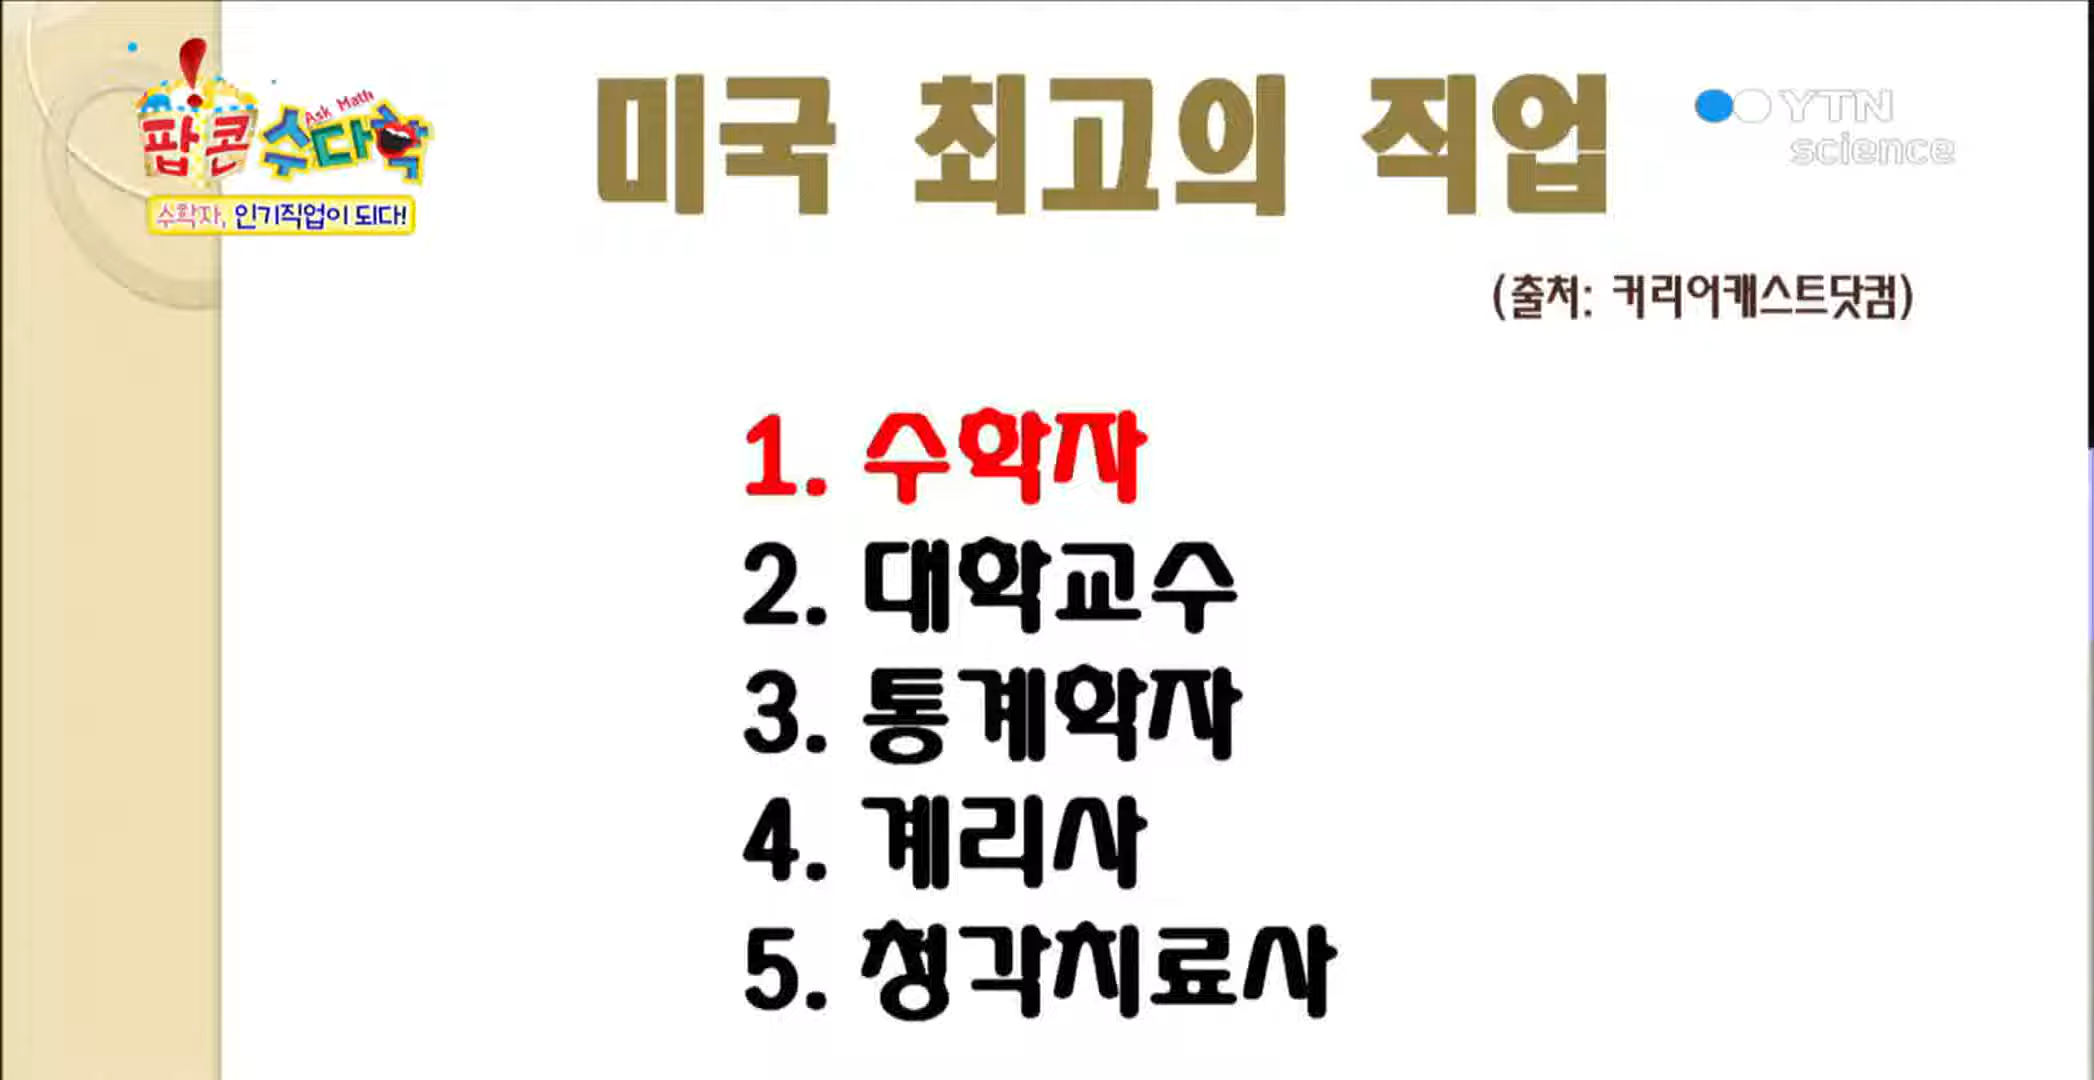 팝콘 수다학
Ask Math
수학자, 인기직업이 되다!
미국 최고의 직업
YTN
science
(출처: 커리어캐스트닷컴)
1. 수학자
2. 대학교수
3. 통계학자
4. 계리사
5. 청각치료사